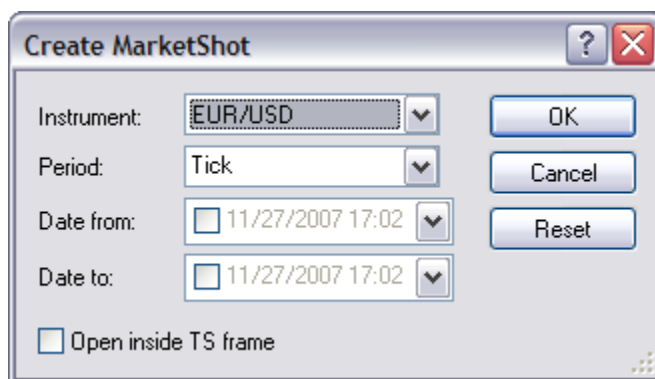 Create MarketShot
?
Instrument: EUR/USD OK
Period: Tick Cancel
Date from: 11/27/2007 17:02 Reset
Date to: 11/27/2007 17:02
Open inside TS frame